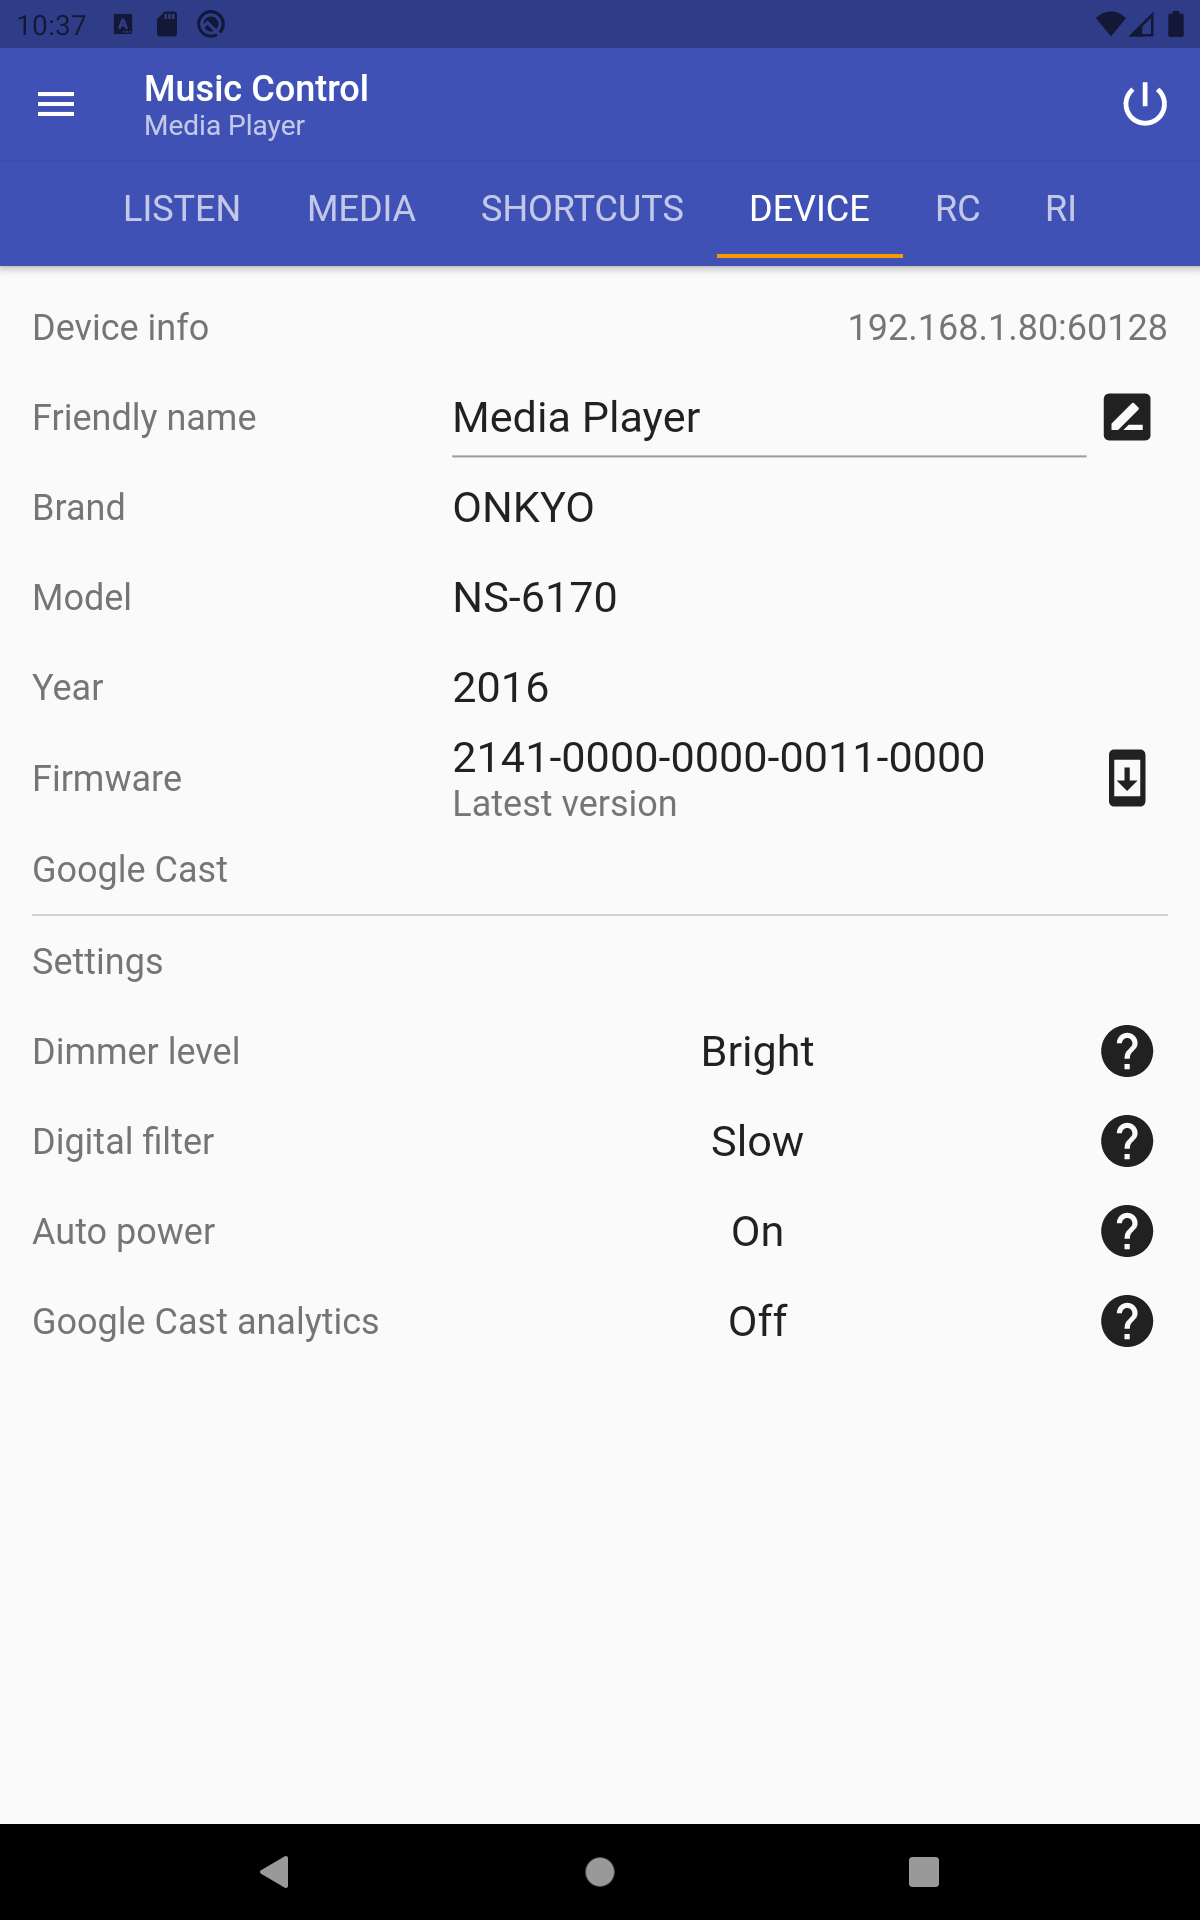 10:37
Music Control
Media Player
LISTEN MEDIA SHORTCUTS DEVICE RC RI
Device info 192.168.1.80:60128
Friendly name Media Player
Brand ONKYO
Model NS-6170
Year 2016
Firmware 2141-0000-0000-0011-0000
Latest version
Google Cast
Settings
Dimmer level Bright
Digital filter Slow
Auto power On
Google Cast analytics Off